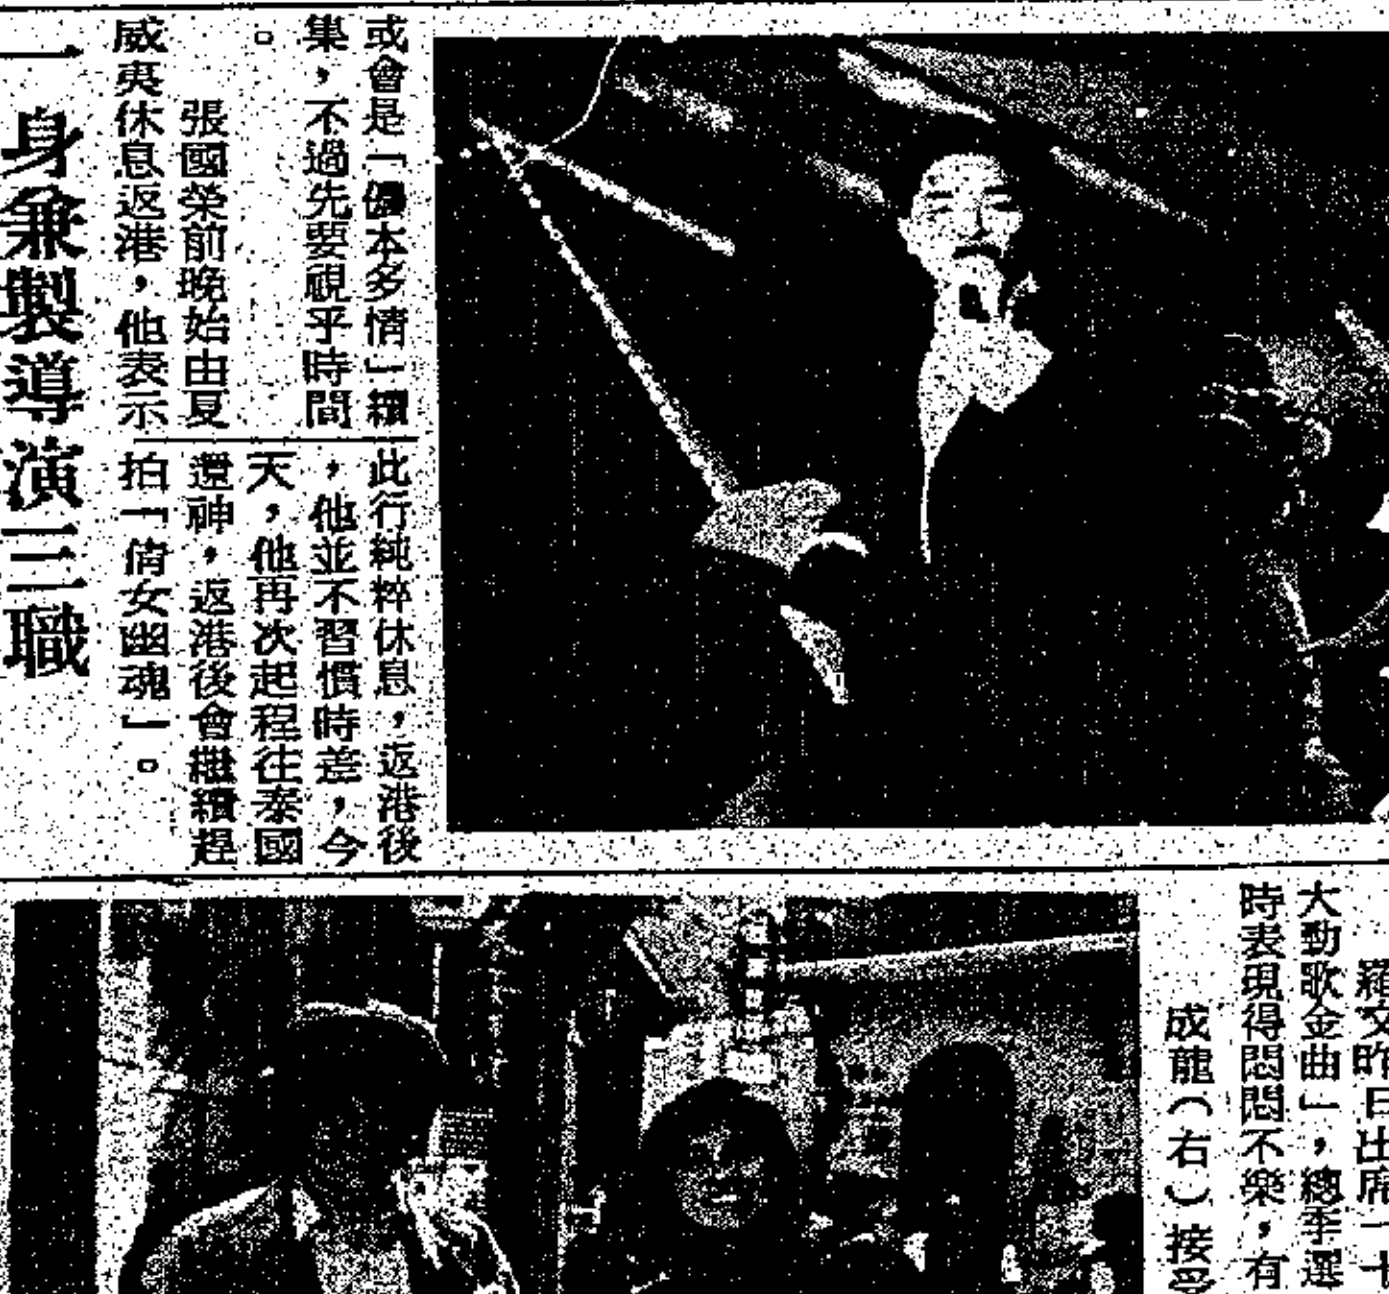 或會是「儂本多情」續
集，不過先要視乎時間
。
張國榮前晚始由夏
威夷休息返港，他表示
此行純粹休息，返港後
，他並不習慣時差，今
天，他再次起程往泰國
還神，返港後會繼續趕
拍「倩女幽魂」。
一身兼製導演三職
羅文昨日出席「十
大勁歌金曲」，總季選
時表現得悶悶不樂，有
成龍（右）接受